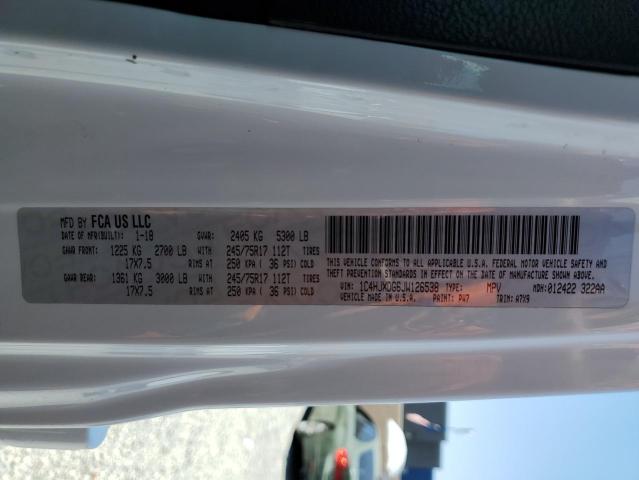 MFD BY FCA US LLC
DATE OF MFR(BUILT): 1-18 GVWR: 2405 KG 5300 LB
GAWR FRONT: 1225 KG 2700 LB WITH 245/75R17 112T TIRES
17X7.5 RIMS AT 250 KPA ( 36 PSI) COLD
GAWR REAR: 1361 KG 3000 LB WITH 245/75R17 112T TIRES
17X7.5 RIMS AT 250 KPA ( 36 PSI) COLD
THIS VEHICLE CONFORMS TO ALL APPLICABLE U.S.A. FEDERAL MOTOR VEHICLE SAFETY AND
THEFT PREVENTION STANDARDS IN EFFECT ON THE DATE OF MANUFACTURE SHOWN ABOVE.
VIN: 1C4HJXDG6JW126538 TYPE: MPV MDH: 012422 322AA
VEHICLE MADE IN U.S.A. PAINT: PW7 TRIM: A7X9